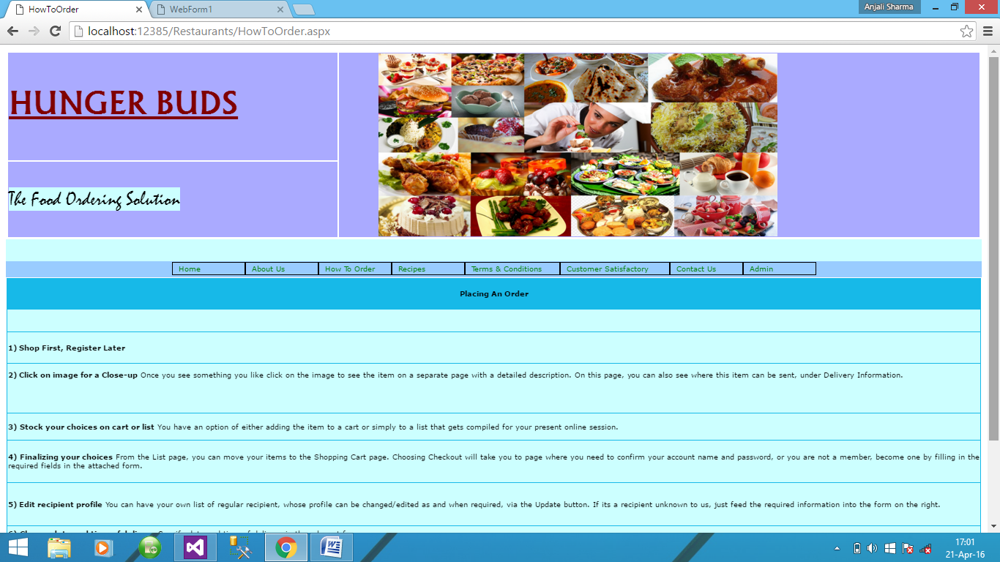 HowToOrder
WebForm1
Anjali Sharma
localhost:12385/Restaurants/HowToOrder.aspx
HUNGER BUDS
The Food Ordering Solution
Home About Us How To Order Recipes Terms & Conditions Customer Satisfactory Contact Us Admin
Placing An Order
1) Shop First, Register Later
2) Click on image for a Close-up Once you see something you like click on the image to see the item on a separate page with a detailed description. On this page, you can also see where this item can be sent, under Delivery Information.
3) Stock your choices on cart or list You have an option of either adding the item to a cart or simply to a list that gets compiled for your present online session.
4) Finalizing your choices From the List page, you can move your items to the Shopping Cart page. Choosing Checkout will take you to page where you need to confirm your account name and password, or you are not a member, become one by filling in the
required fields in the attached form.
5) Edit recipient profile You can have your own list of regular recipient, whose profile can be changed/edited as and when required, via the Update button. If its a recipient unknown to us, just feed the required information into the form on the right.
17:01
21-Apr-16